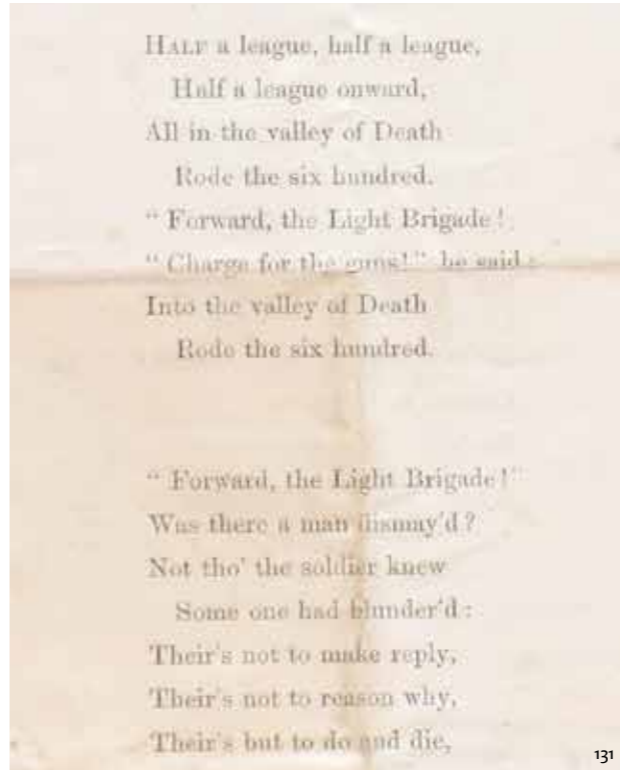 HALF a league, half a league,
Half a league onward,
All in the valley of Death
Rode the six hundred.
“ Forward, the Light Brigade !
“ Charge for the guns!” he said :
Into the valley of Death
Rode the six hundred.
“ Forward, the Light Brigade !”
Was there a man dismay'd ?
Not tho' the soldier knew
Some one had blunder'd :
Their's not to make reply,
Their's not to reason why,
Their's but to do and die,
131